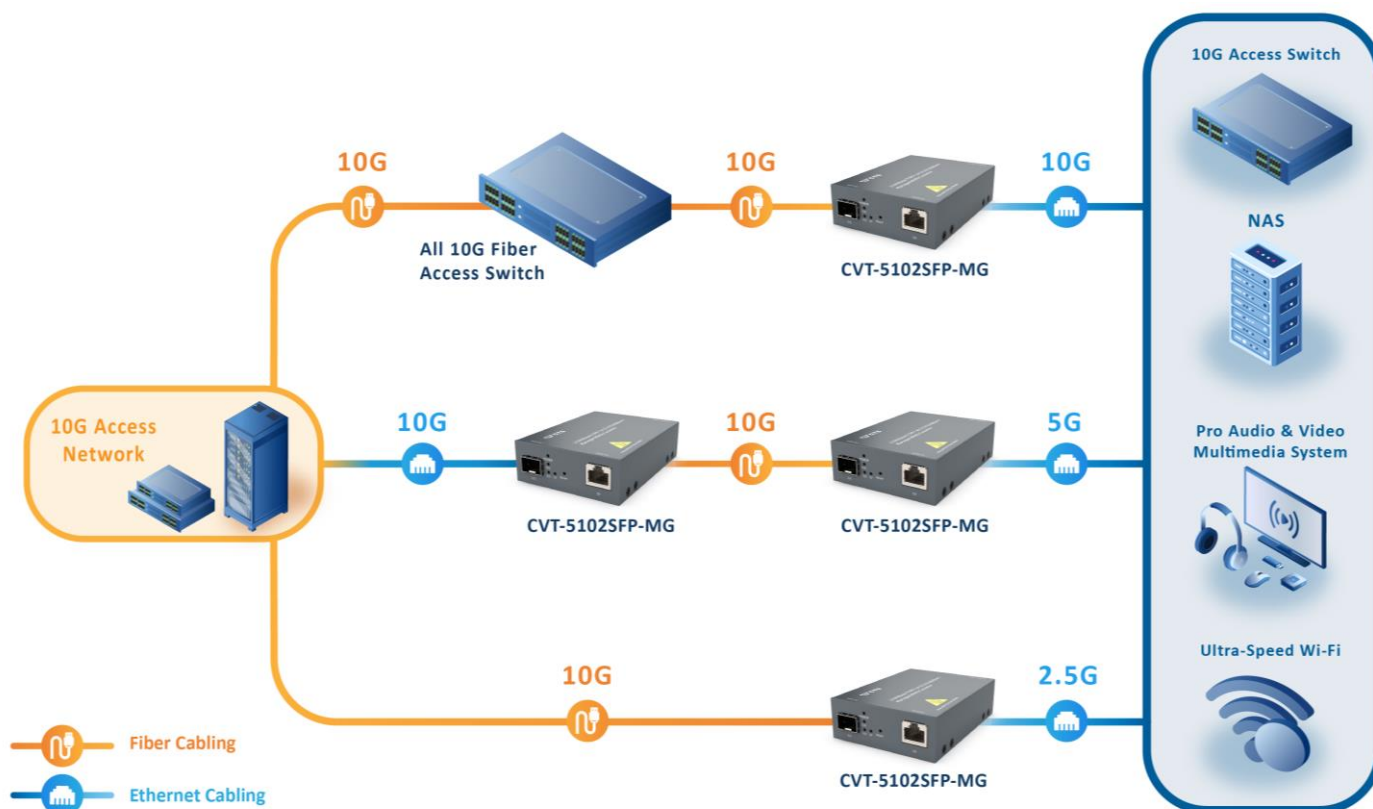 10G Access Switch
10G
10G
10G
All 10G Fiber
Access Switch
CVT-5102SFP-MG
NAS
10G Access
Network
10G
10G
5G
CVT-5102SFP-MG
CVT-5102SFP-MG
Pro Audio & Video
Multimedia System
10G
2.5G
CVT-5102SFP-MG
Ultra-Speed Wi-Fi
Fiber Cabling
Ethernet Cabling